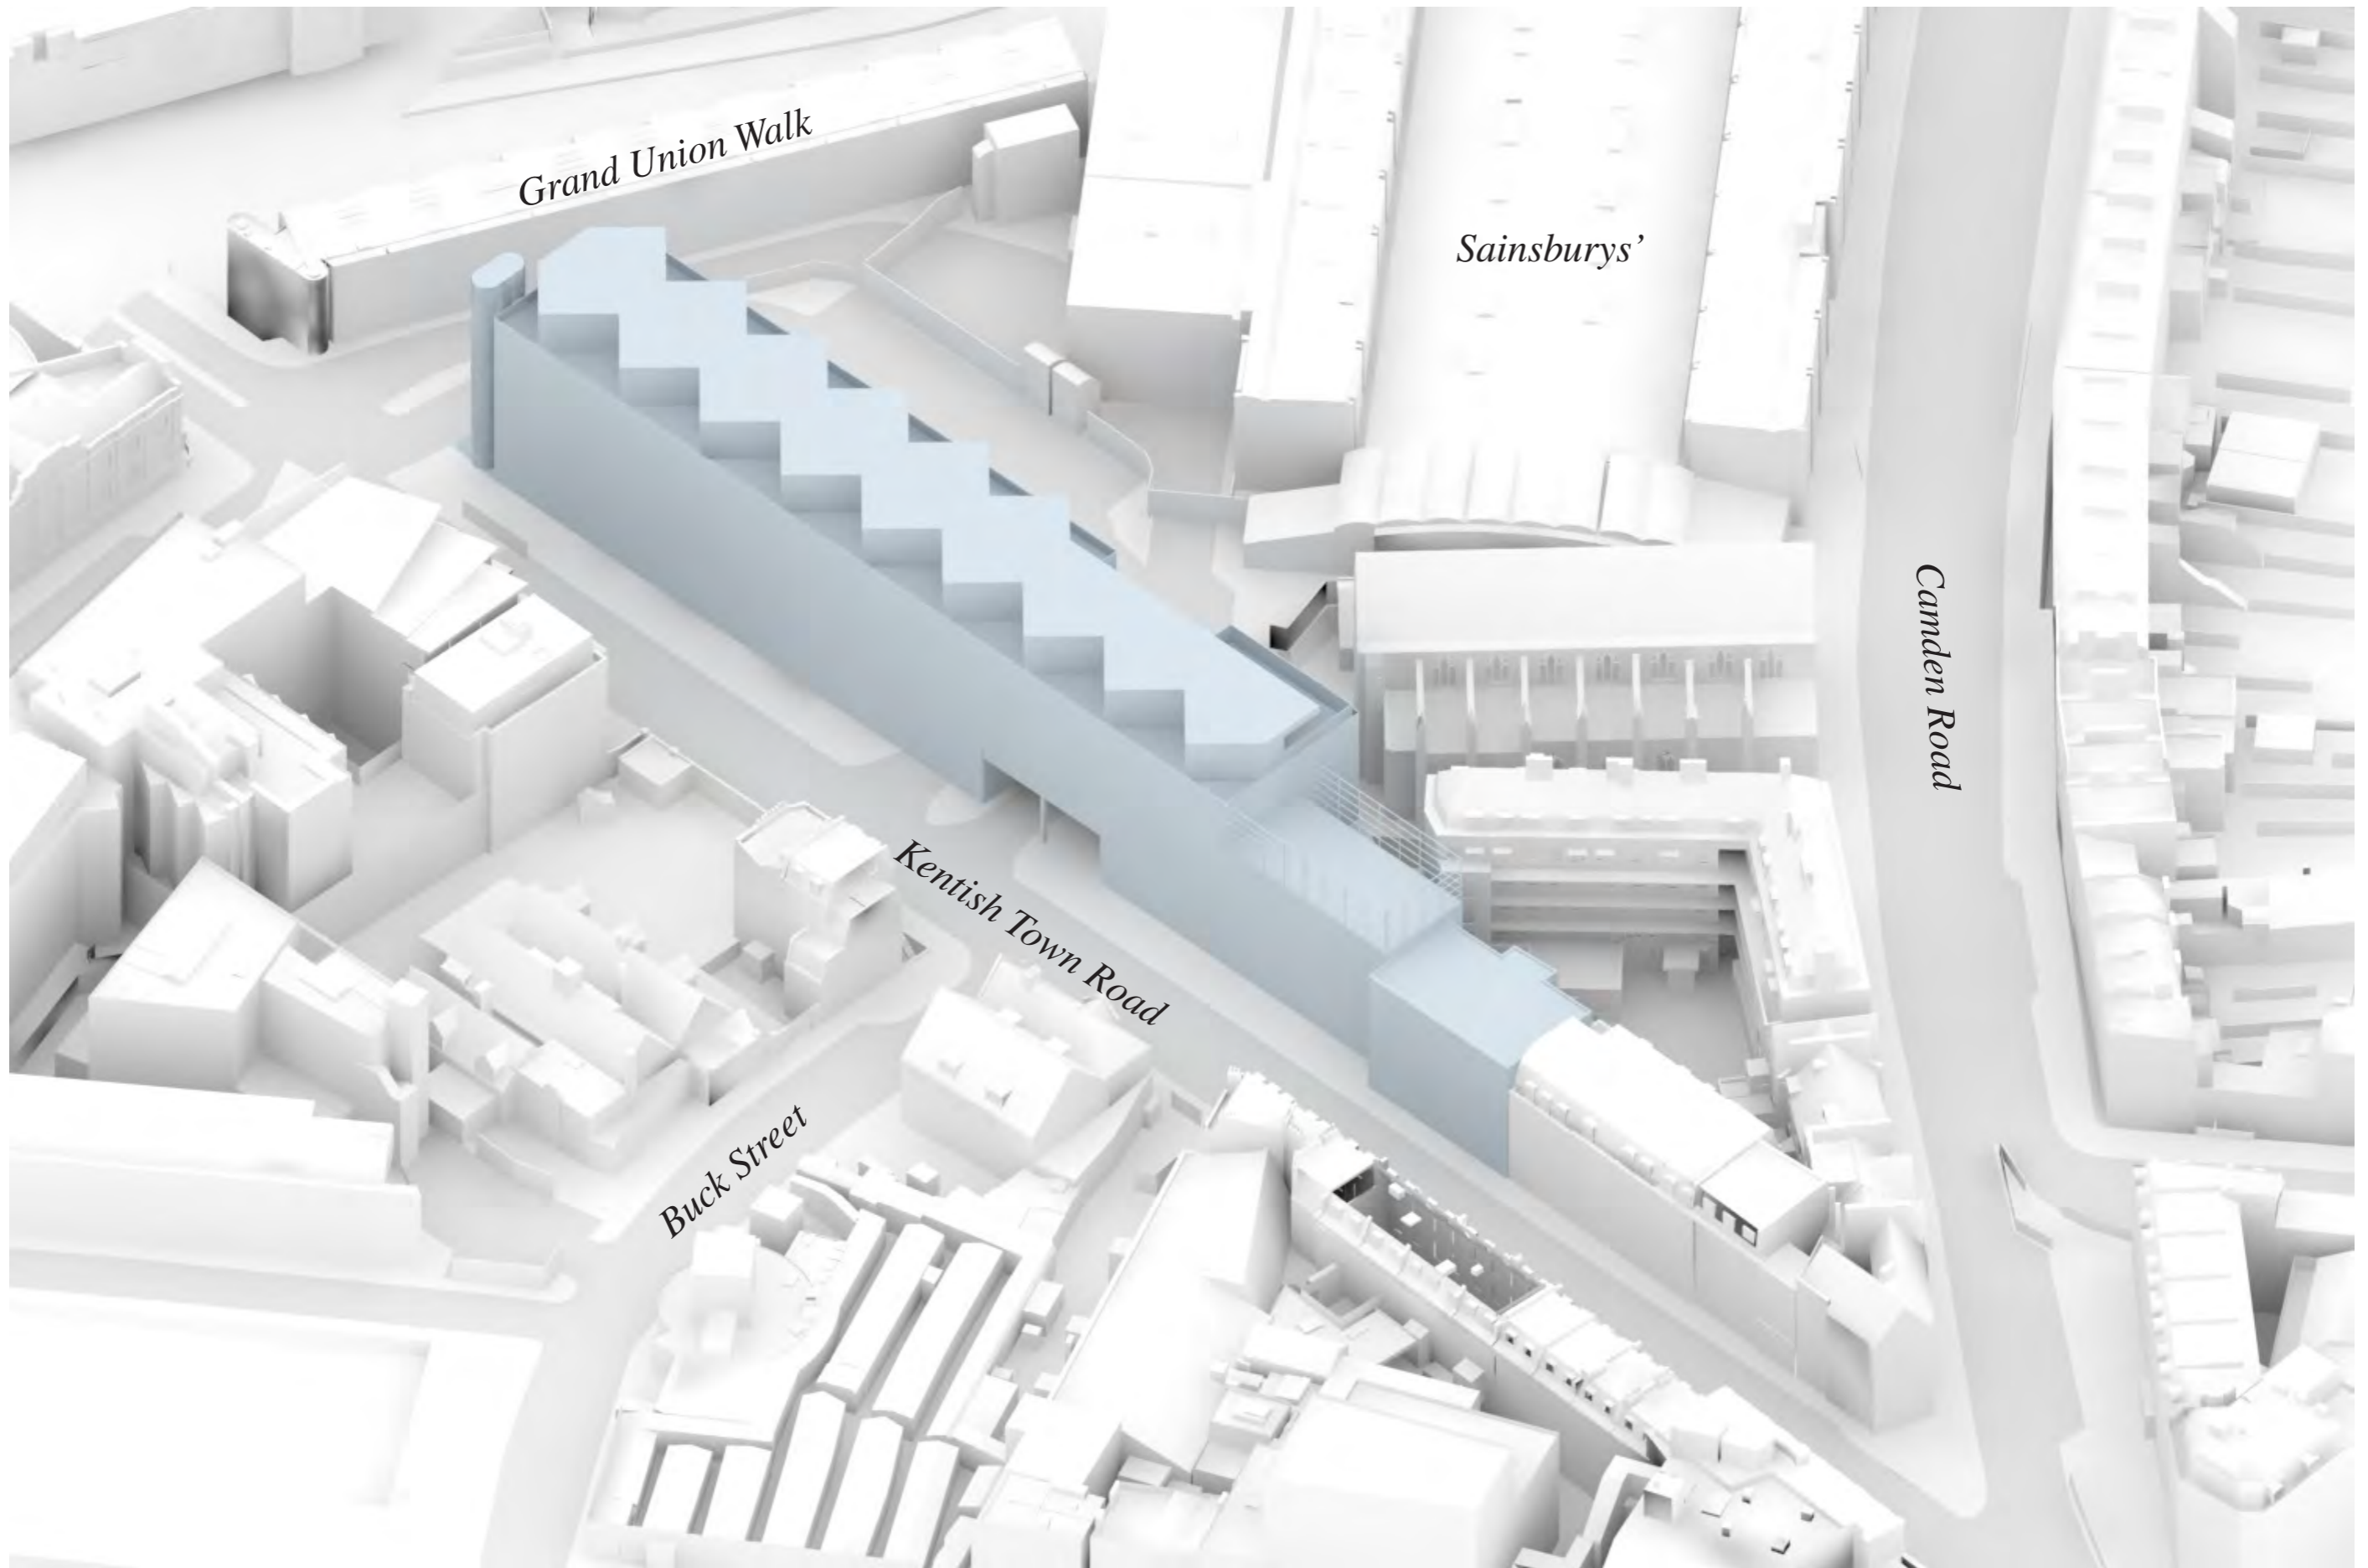 Grand Union Walk
Sainsburys’
Camden Road
Kentish Town Road
Buck Street